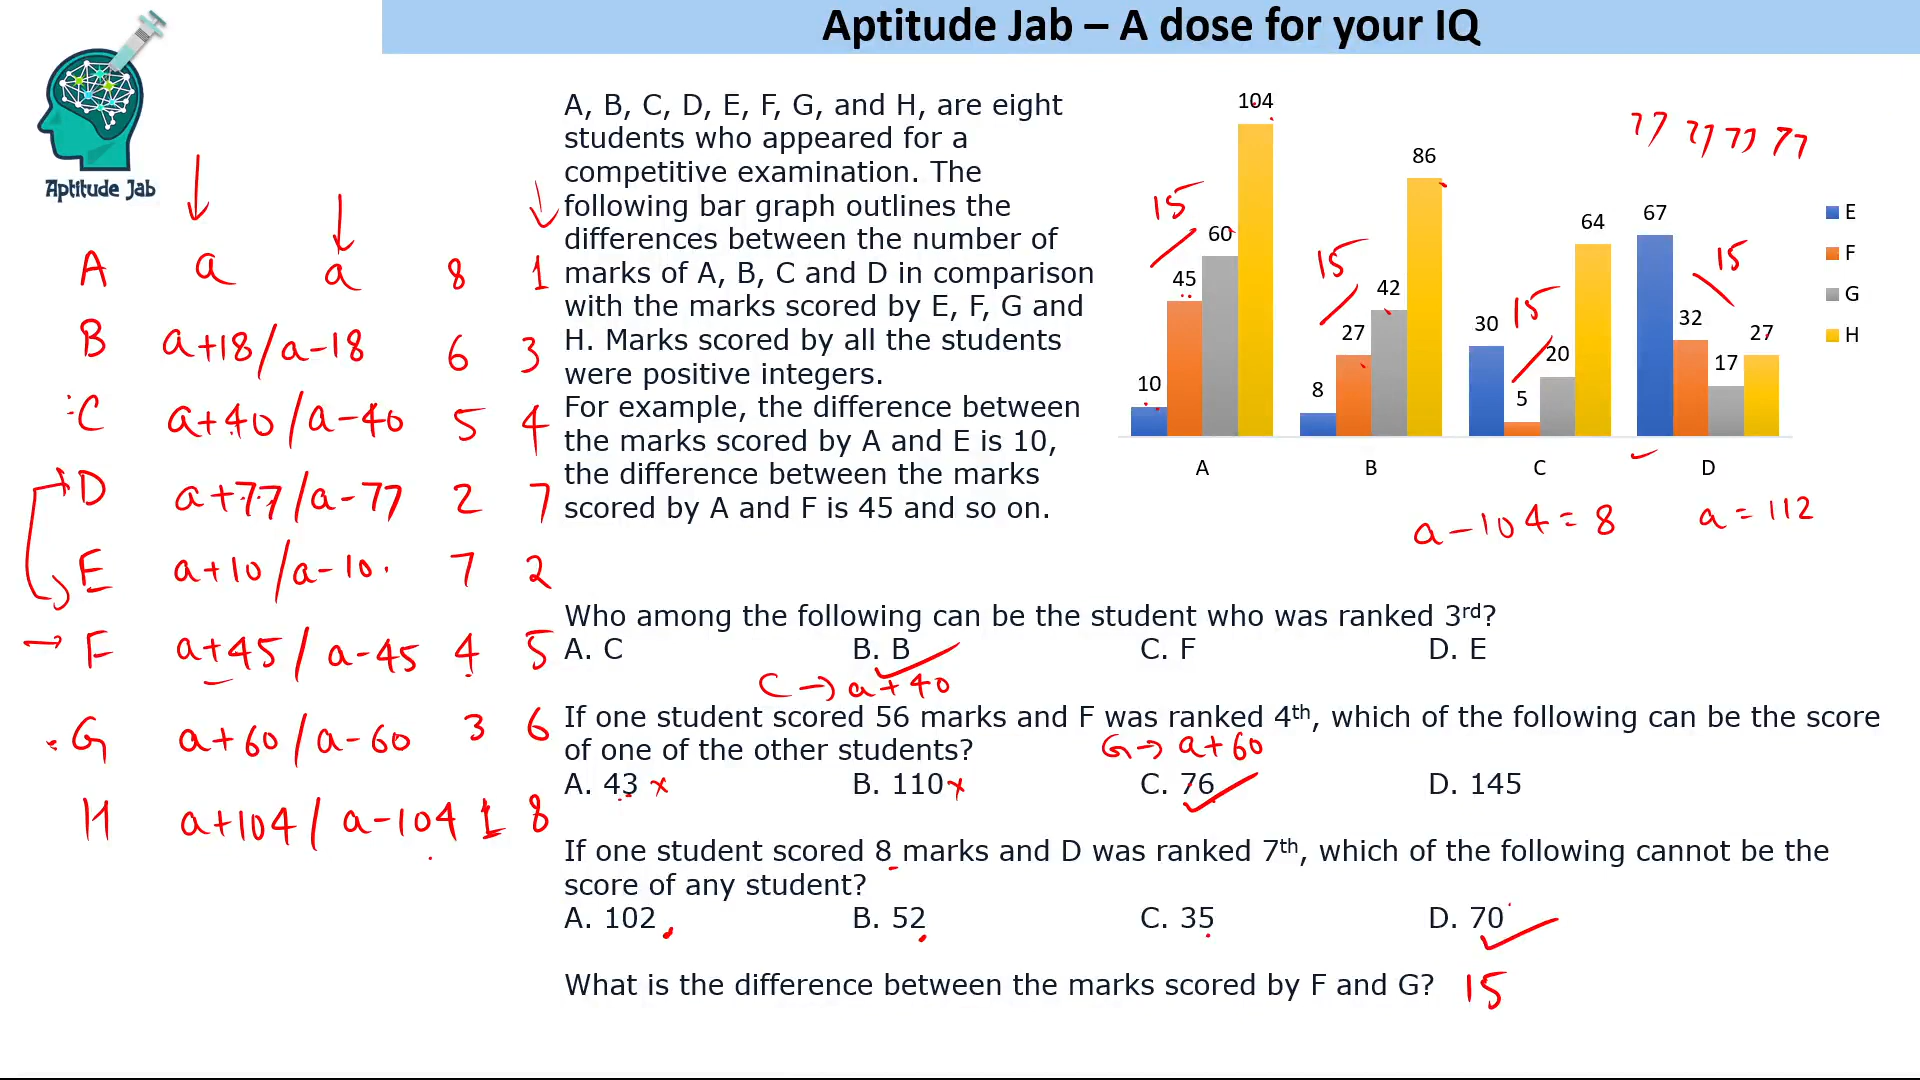 Aptitude Jab – A dose for your IQ
Aptitude Jab
A, B, C, D, E, F, G, and H, are eight
students who appeared for a
competitive examination. The
following bar graph outlines the
differences between the number of
marks of A, B, C and D in comparison
with the marks scored by E, F, G and
H. Marks scored by all the students
were positive integers.
For example, the difference between
the marks scored by A and E is 10,
the difference between the marks
scored by A and F is 45 and so on.
A a a 8 1
B a+18/a-18 6 3
C a+40/a-40 5 4
D a+77/a-77 2 7
E a+10/a-10 7 2
F a+45/a-45 4 5
G a+60/a-60 3 6
H a+104/a-104 1 8
77 77 77 77
10 45 60 104
8 27 42 86
30 5 20 64
67 32 17 27
15 15 15 15
A B C D
E
F
G
H
a-104=8 a=112
Who among the following can be the student who was ranked 3rd?
A. C B. B C. F D. E
C→a+40
If one student scored 56 marks and F was ranked 4th, which of the following can be the score
of one of the other students?
G→a+60
A. 43 x B. 110 x C. 76 D. 145
If one student scored 8 marks and D was ranked 7th, which of the following cannot be the
score of any student?
A. 102 B. 52 C. 35 D. 70
What is the difference between the marks scored by F and G? 15